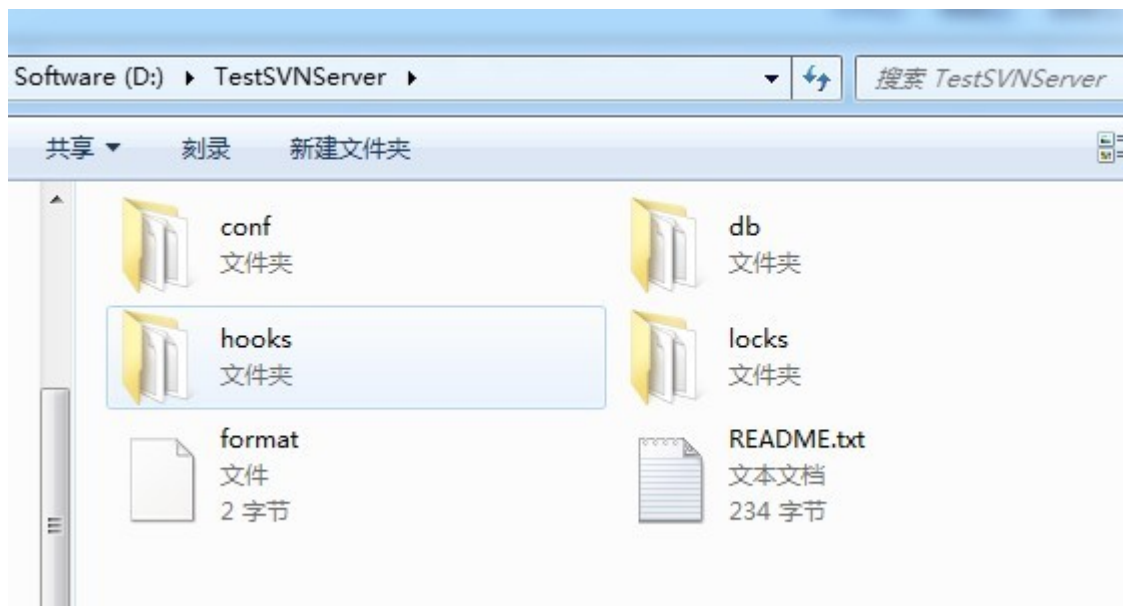 Software (D:) ▸ TestSVNServer ▸ 搜索 TestSVNServer
共享 刻录 新建文件夹
conf
文件夹
db
文件夹
hooks
文件夹
locks
文件夹
format
文件
2 字节
README.txt
文本文档
234 字节